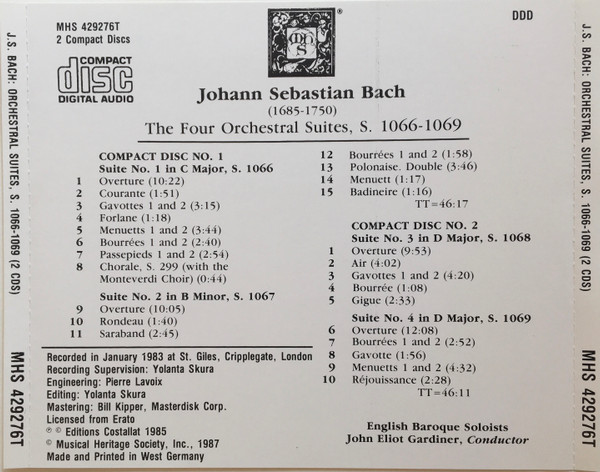 J.S. BACH: ORCHESTRAL SUITES, S. 1066-1069 (2 CDS)
MHS 429276T
MHS 429276T
2 Compact Discs
COMPACT
disc
DIGITAL AUDIO
MHS
®
DDD
Johann Sebastian Bach
(1685-1750)
The Four Orchestral Suites, S. 1066-1069
COMPACT DISC NO. 1
Suite No. 1 in C Major, S. 1066
1 Overture (10:22)
2 Courante (1:51)
3 Gavottes 1 and 2 (3:15)
4 Forlane (1:18)
5 Menuetts 1 and 2 (3:44)
6 Bourrées 1 and 2 (2:40)
7 Passepieds 1 and 2 (2:54)
8 Chorale, S. 299 (with the
Monteverdi Choir) (0:44)
Suite No. 2 in B Minor, S. 1067
9 Overture (10:05)
10 Rondeau (1:40)
11 Saraband (2:45)
12 Bourrées 1 and 2 (1:58)
13 Polonaise. Double (3:46)
14 Menuett (1:17)
15 Badineire (1:16)
TT=46:17
COMPACT DISC NO. 2
Suite No. 3 in D Major, S. 1068
1 Overture (9:53)
2 Air (4:02)
3 Gavottes 1 and 2 (4:20)
4 Bourrée (1:08)
5 Gigue (2:33)
Suite No. 4 in D Major, S. 1069
6 Overture (12:08)
7 Bourrées 1 and 2 (2:52)
8 Gavotte (1:56)
9 Menuetts 1 and 2 (4:32)
10 Réjouissance (2:28)
TT=46:11
Recorded in January 1983 at St. Giles, Cripplegate, London
Recording Supervision: Yolanta Skura
Engineering: Pierre Lavoix
Editing: Yolanta Skura
Mastering: Bill Kipper, Masterdisk Corp.
Licensed from Erato
℗ © Editions Costallat 1985
© Musical Heritage Society, Inc., 1987
Made and Printed in West Germany
English Baroque Soloists
John Eliot Gardiner, Conductor
J.S. BACH: ORCHESTRAL SUITES, S. 1066-1069 (2 CDS)
MHS 429276T